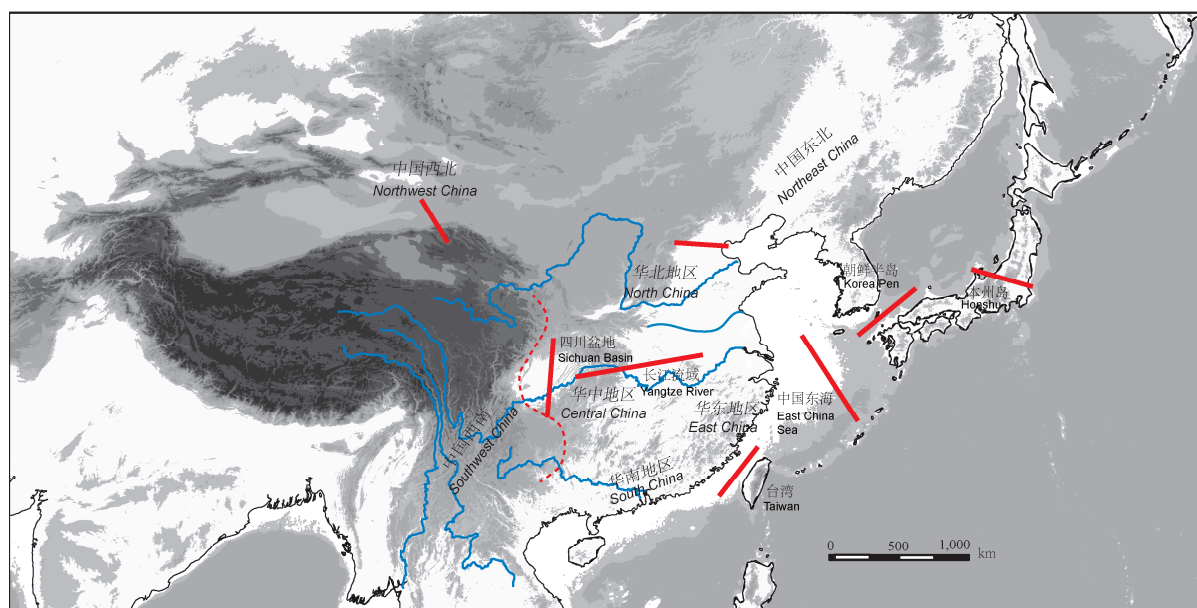 中国西北
Northwest China
中国东北
Northeast China
朝鲜半岛
Korea Pen
华北地区
North China
本州岛
Honshu
四川盆地
Sichuan Basin
长江流域
Yangtze River
华中地区
Central China
华东地区
East China
中国东海
East China
Sea
中国西南
Southwest China
华南地区
South China
台湾
Taiwan
0 500 1,000 km